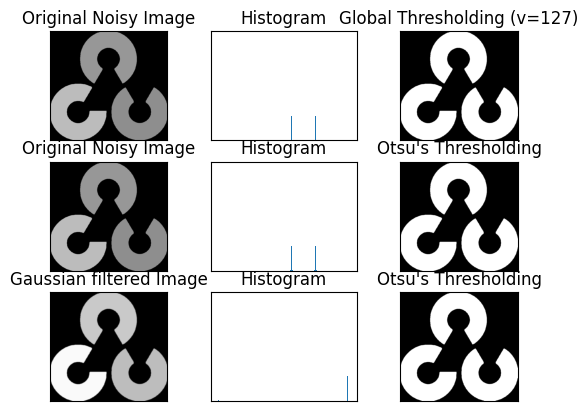 Original Noisy Image
Histogram
Global Thresholding (v=127)
Original Noisy Image
Histogram
Otsu's Thresholding
Gaussian filtered Image
Histogram
Otsu's Thresholding